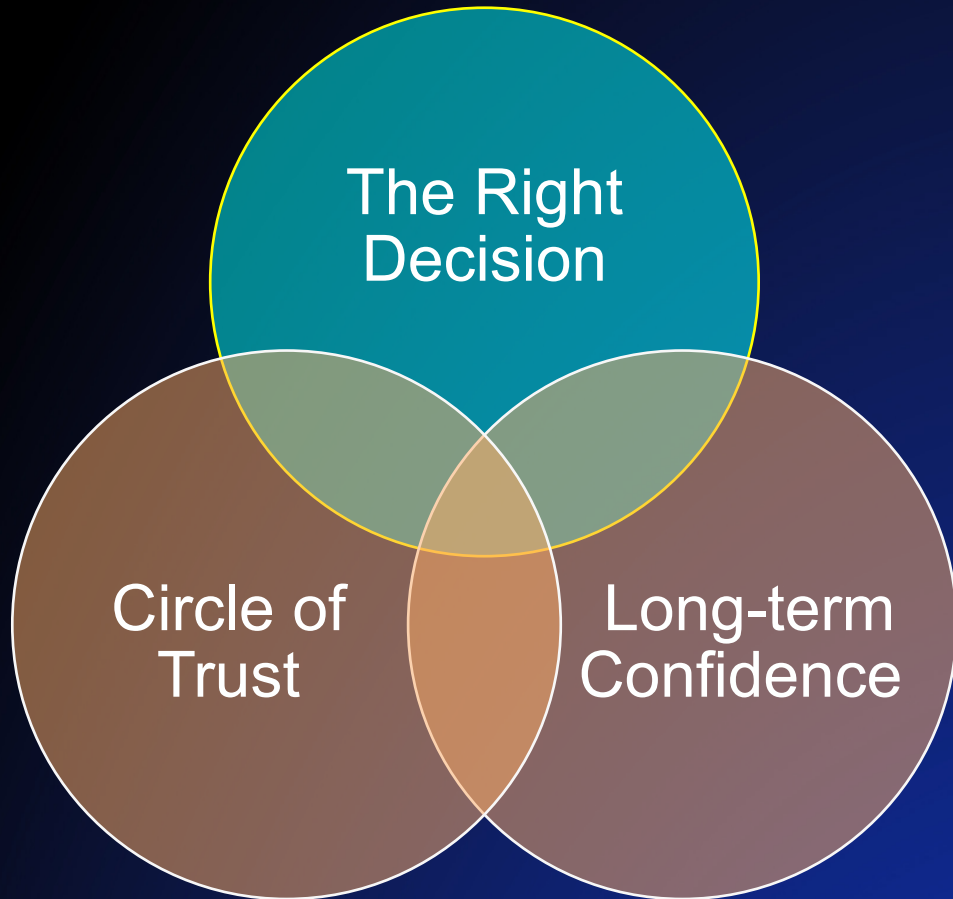 The Right
Decision
Circle of
Trust
Long-term
Confidence